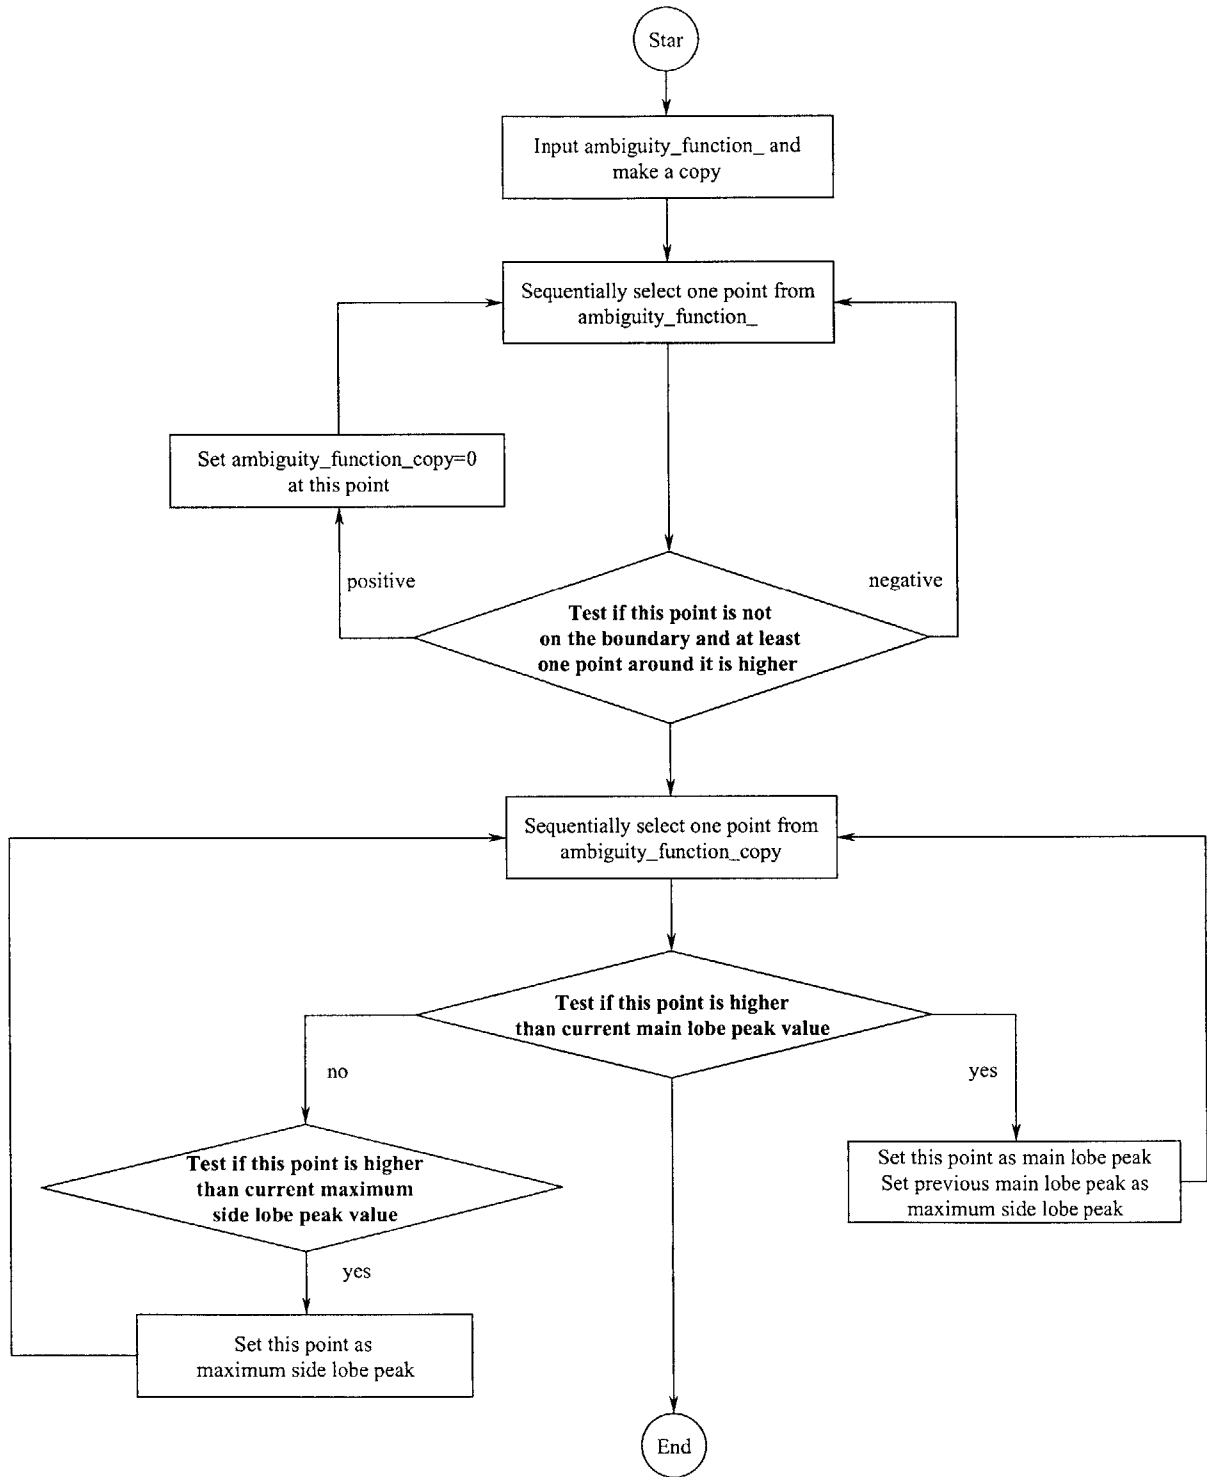 Star
Input ambiguity_function_ and
make a copy
Sequentially select one point from
ambiguity_function_
Set ambiguity_function_copy=0
at this point
positive
negative
Test if this point is not
on the boundary and at least
one point around it is higher
Sequentially select one point from
ambiguity_function_copy
Test if this point is higher
than current main lobe peak value
no
yes
Test if this point is higher
than current maximum
side lobe peak value
Set this point as main lobe peak
Set previous main lobe peak as
maximum side lobe peak
yes
Set this point as
maximum side lobe peak
End